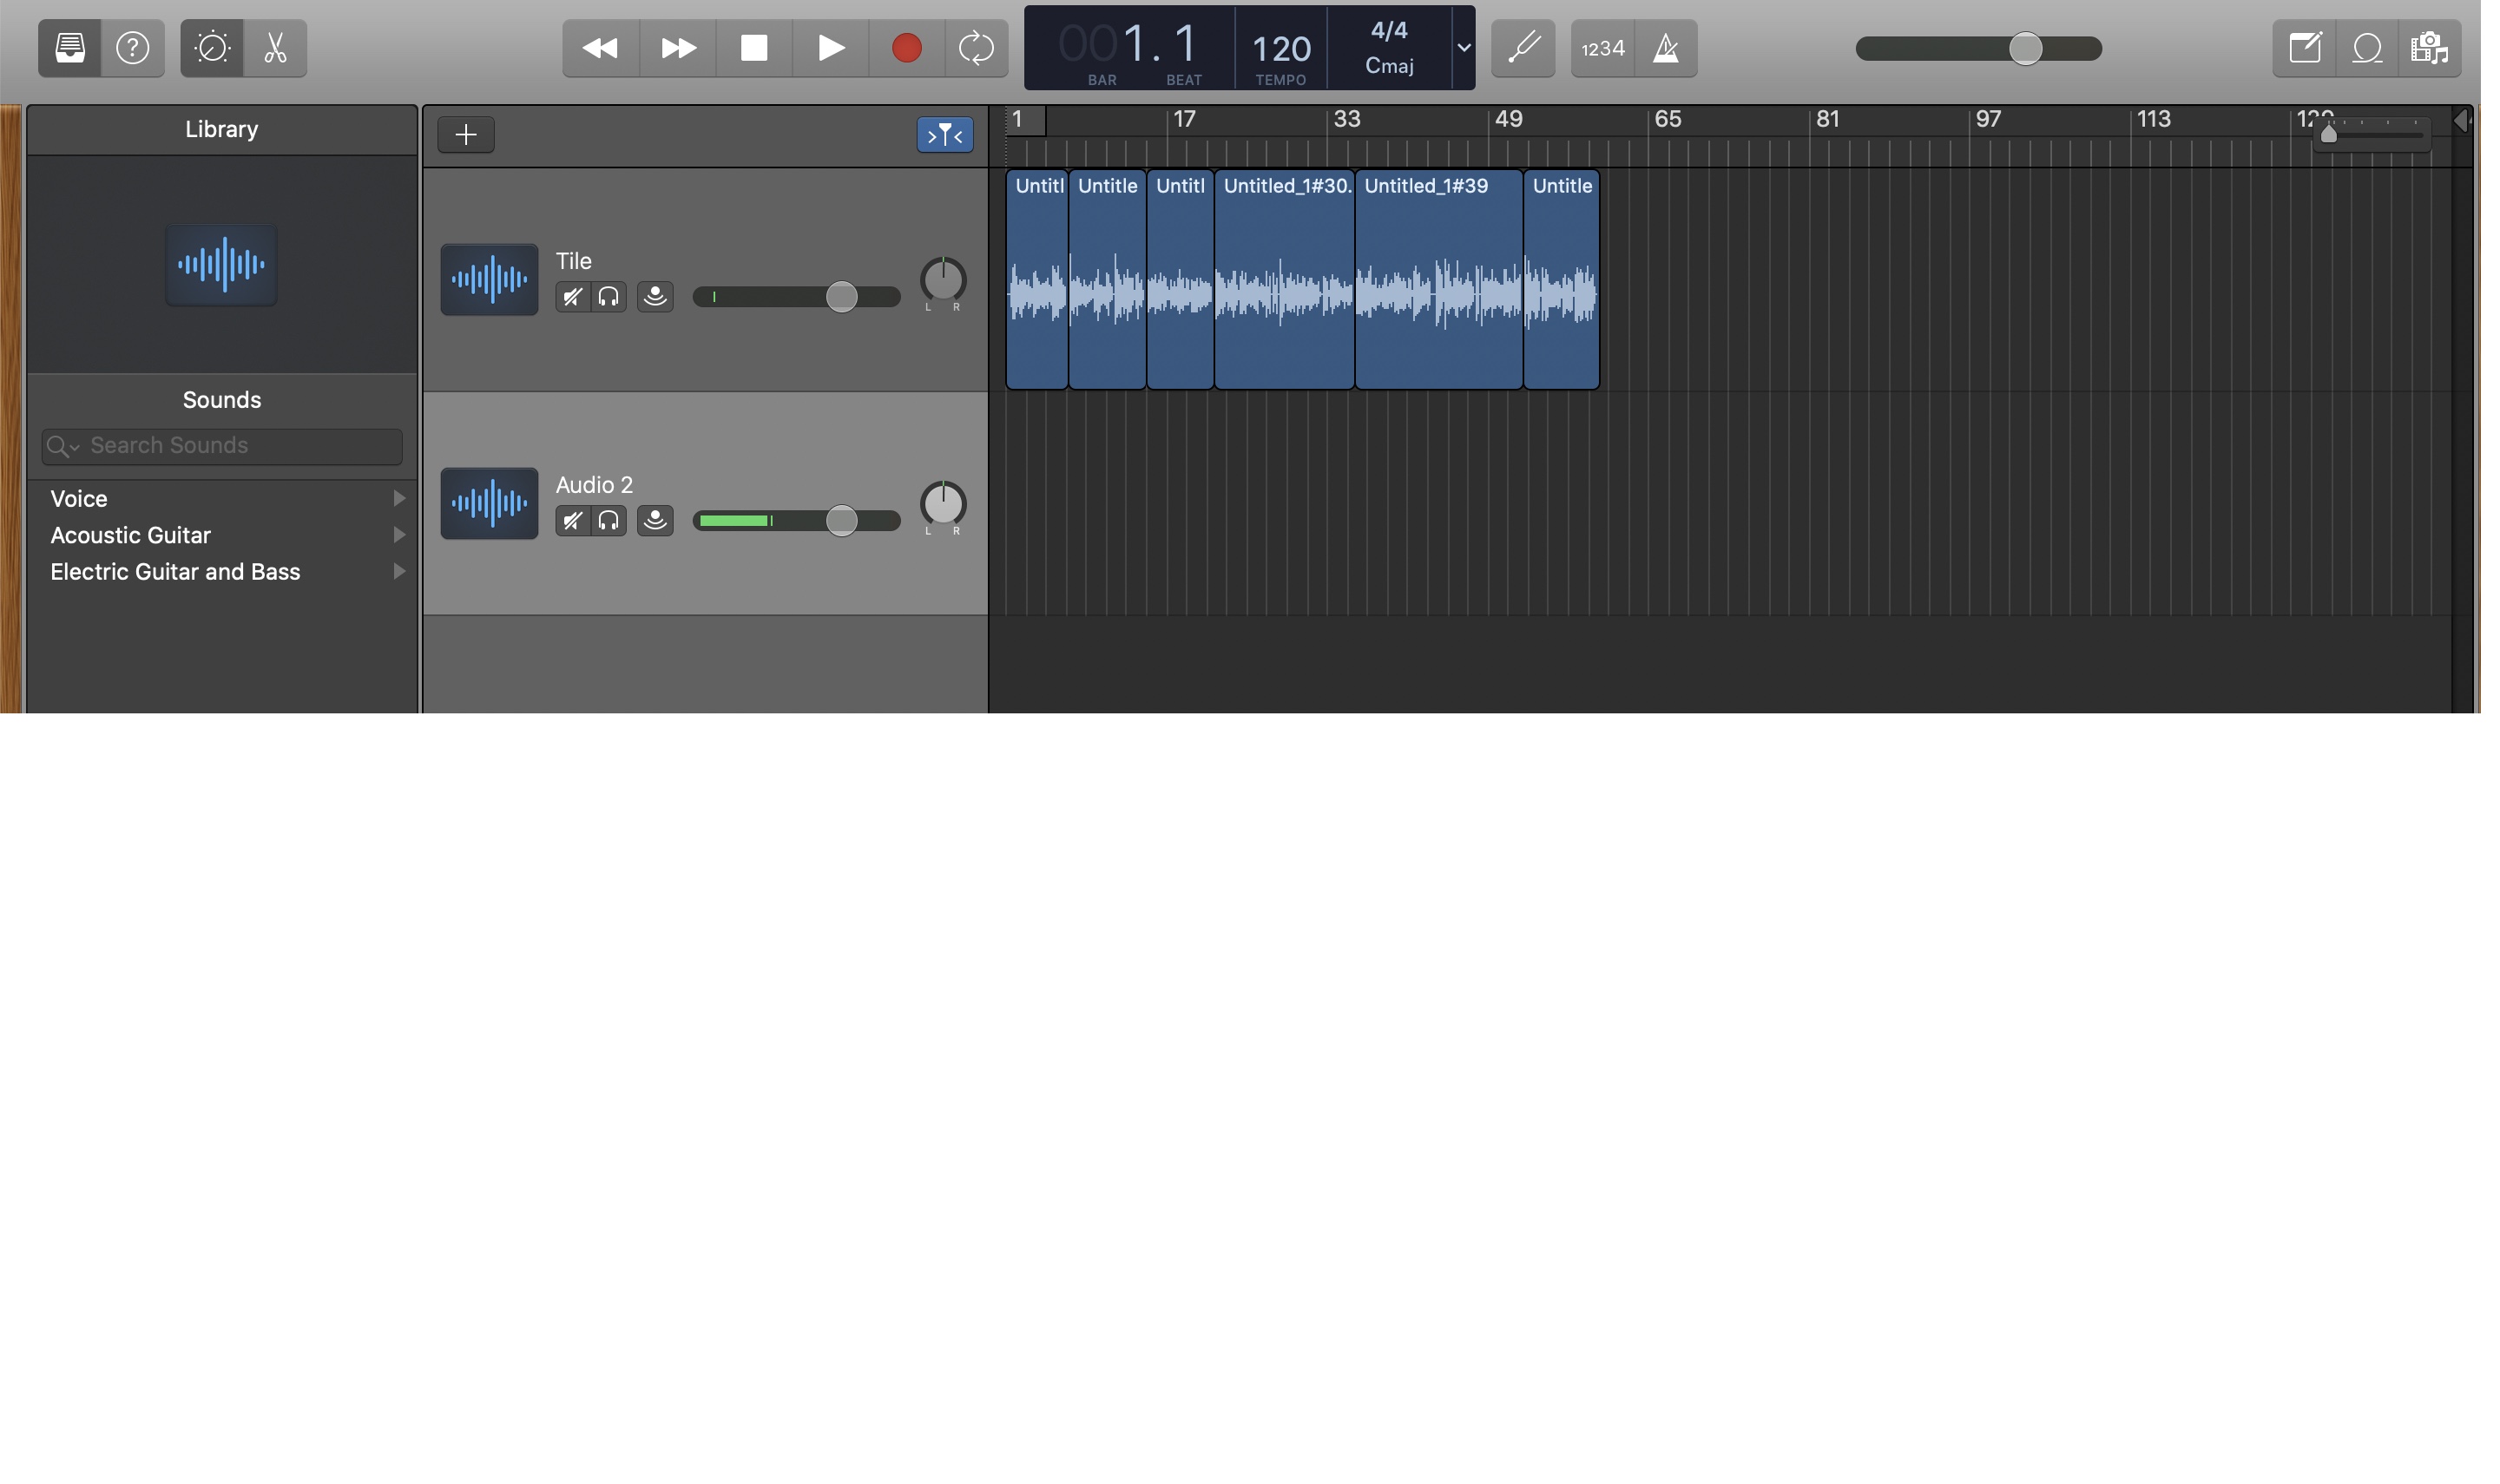 001. 1
BAR BEAT
120
TEMPO
4/4
Cmaj
1234
Library
1 17 33 49 65 81 97 113
Untitl Untitle Untitl Untitled_1#30. Untitled_1#39 Untitle
Tile
L R
Sounds
Search Sounds
Voice
Acoustic Guitar
Electric Guitar and Bass
Audio 2
L R